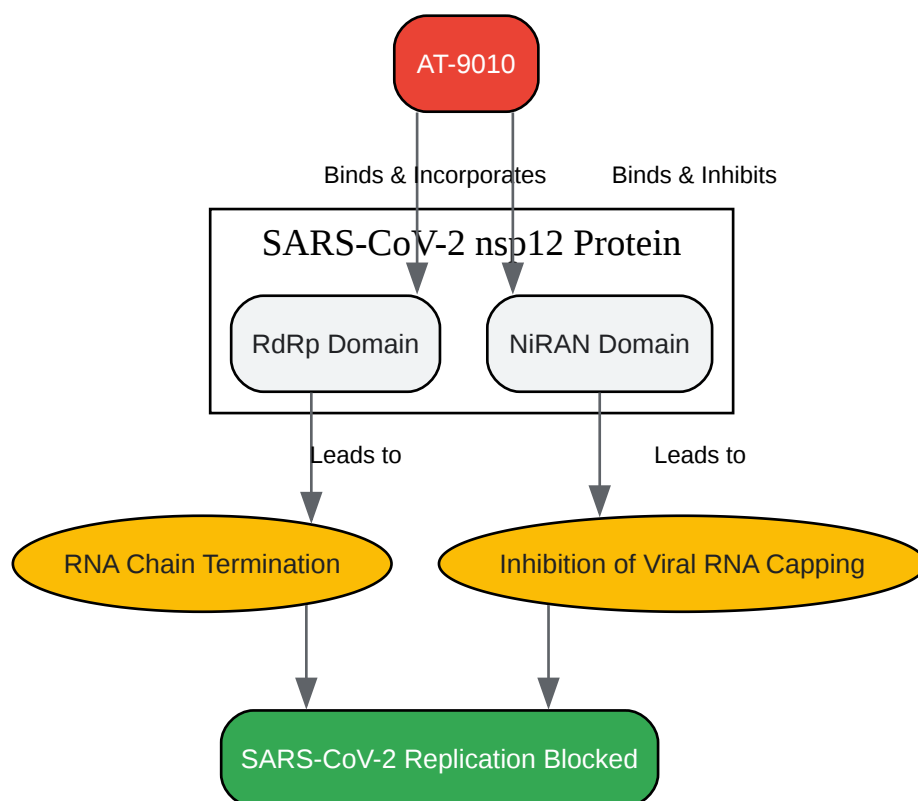 AT-9010
Binds & Incorporates
Binds & Inhibits
SARS-CoV-2 nsp12 Protein
RdRp Domain
NiRAN Domain
Leads to
Leads to
RNA Chain Termination
Inhibition of Viral RNA Capping
SARS-CoV-2 Replication Blocked